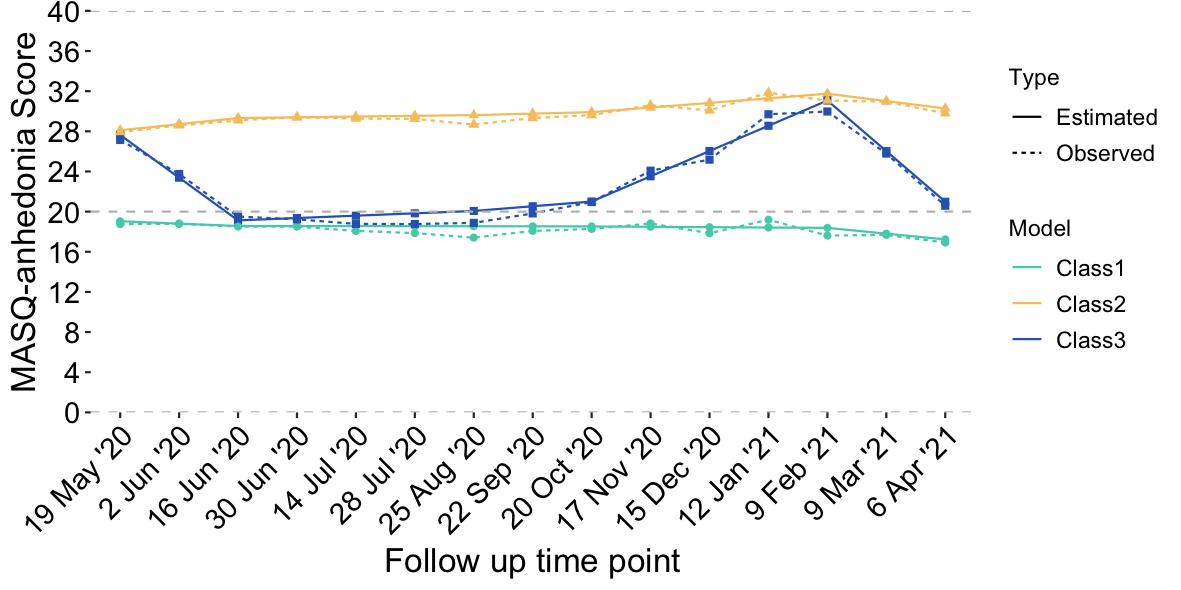 MASQ-anhedonia Score
40
36
32
28
24
20
16
12
8
4
0
19 May '20
2 Jun '20
16 Jun '20
30 Jun '20
14 Jul '20
28 Jul '20
25 Aug '20
22 Sep '20
20 Oct '20
17 Nov '20
15 Dec '20
12 Jan '21
9 Feb '21
9 Mar '21
6 Apr '21
Follow up time point
Type
Estimated
Observed
Model
Class1
Class2
Class3